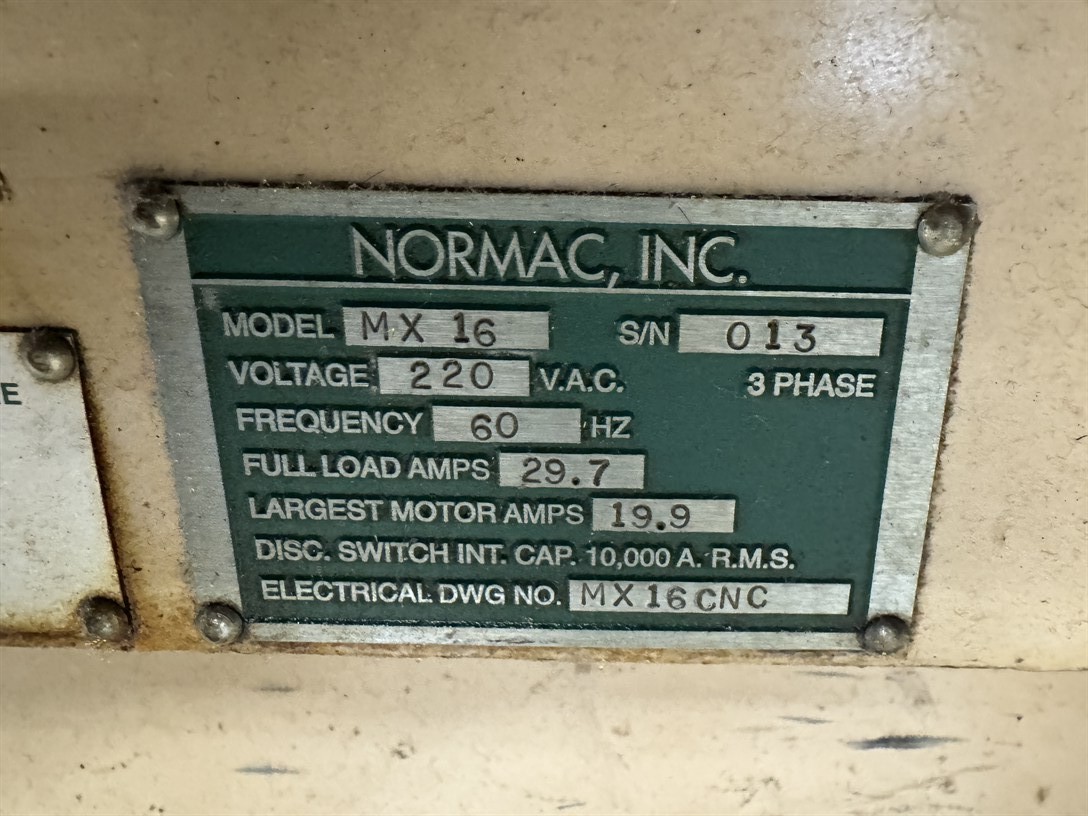 NORMAC, INC.
MODEL MX 16 S/N 013
VOLTAGE 220 V.A.C. 3 PHASE
FREQUENCY 60 HZ
FULL LOAD AMPS 29.7
LARGEST MOTOR AMPS 19.9
DISC. SWITCH INT. CAP. 10,000 A. R.M.S.
ELECTRICAL DWG NO. MX16CNC